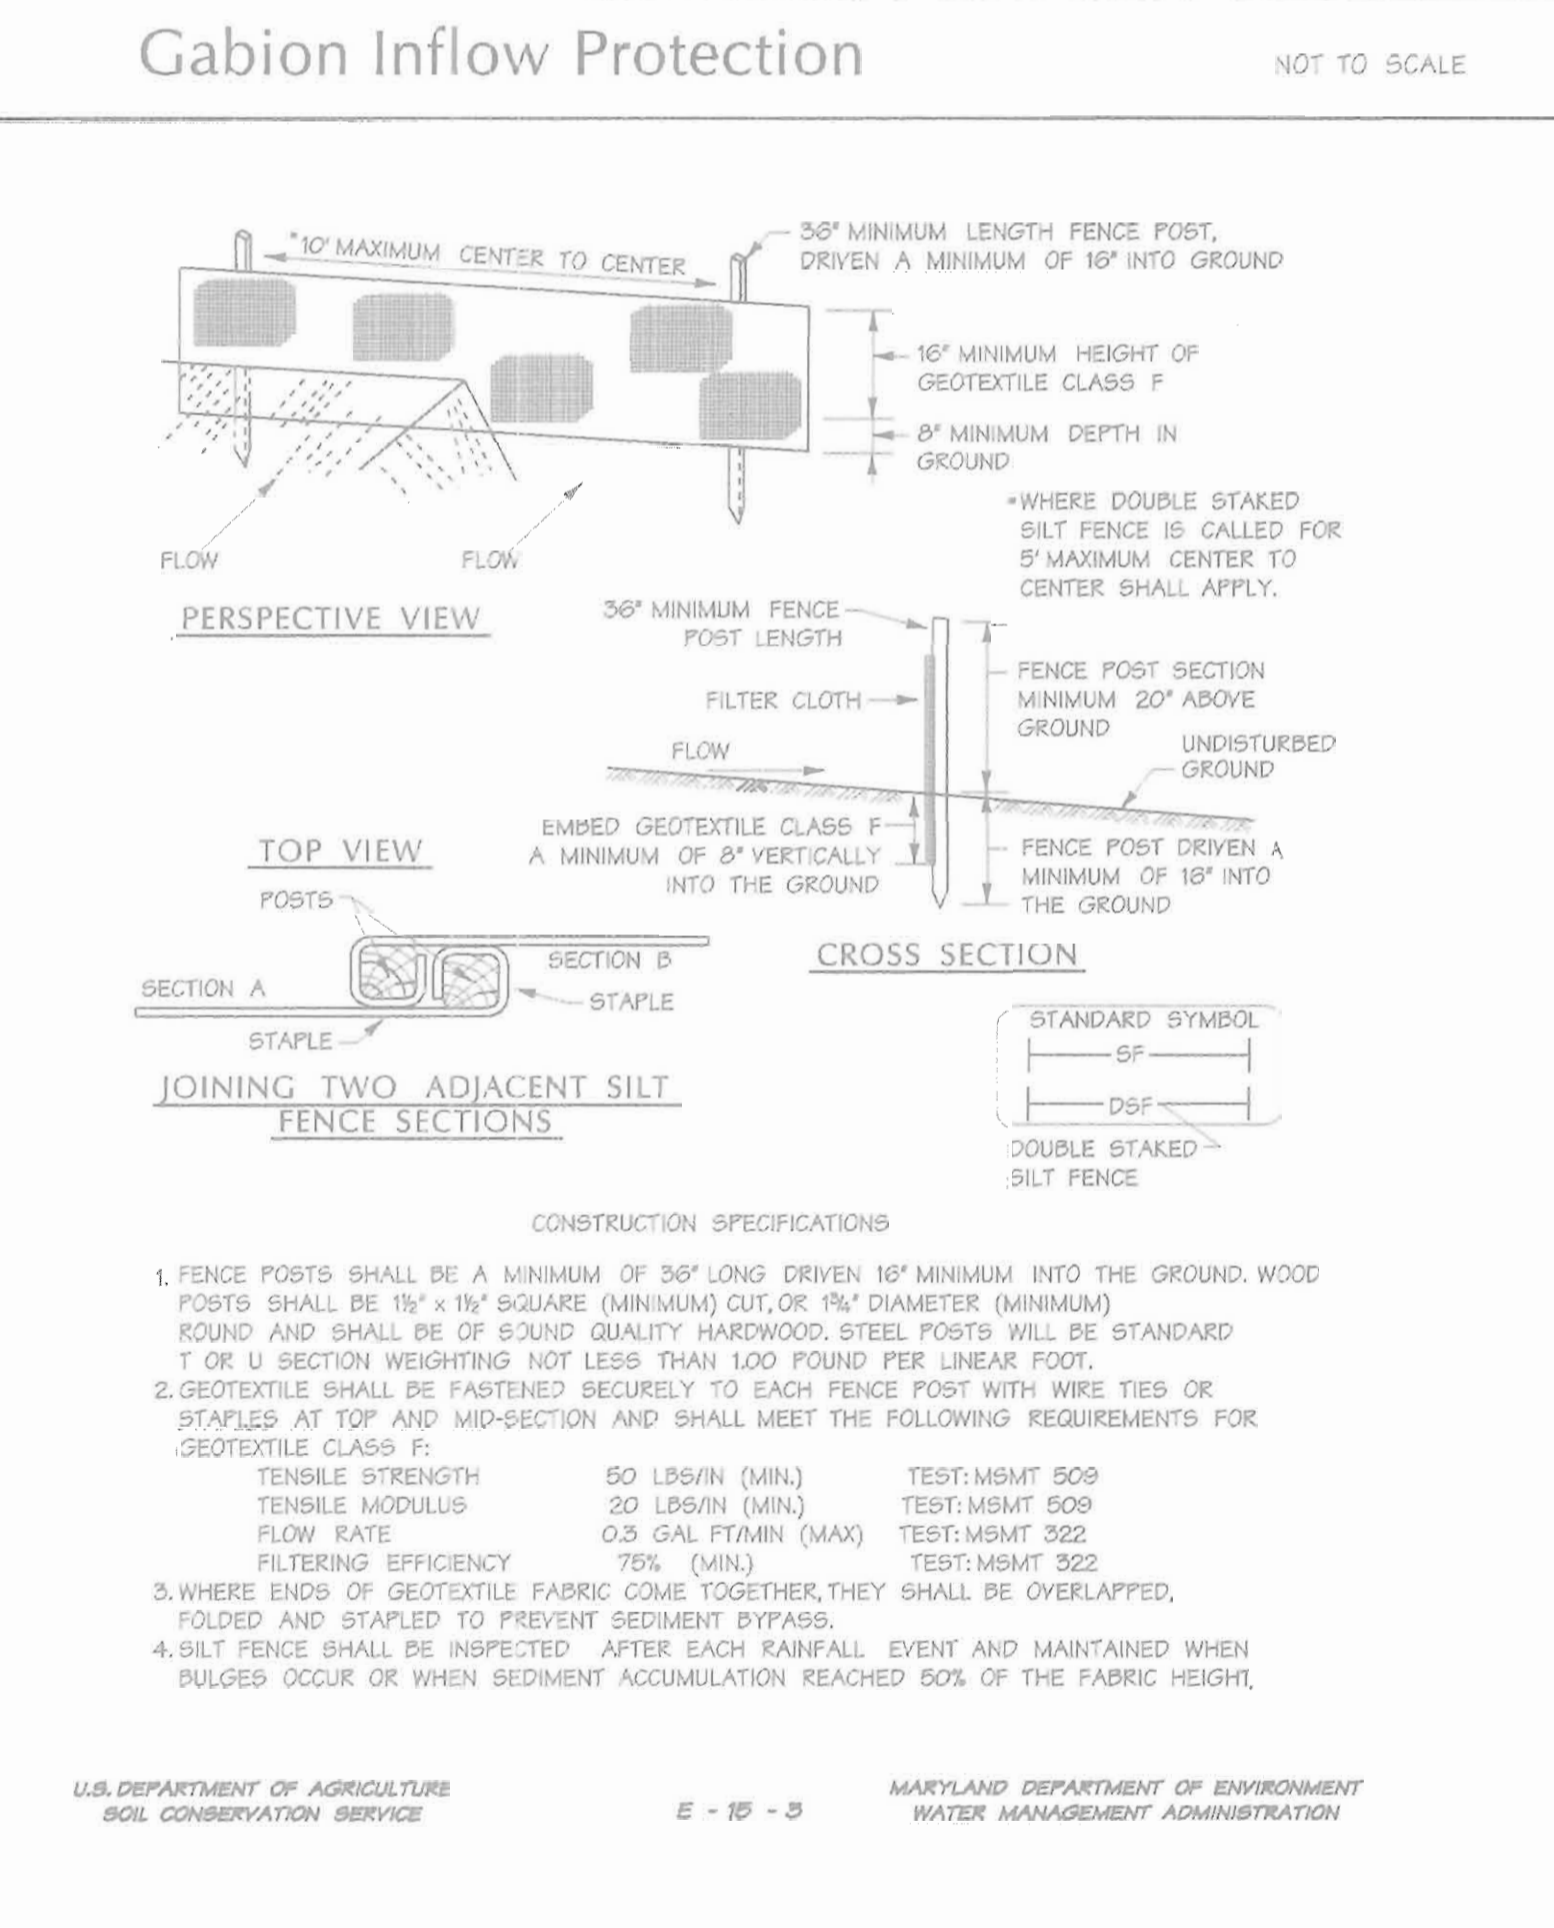 Gabion Inflow Protection
NOT TO SCALE
*10' MAXIMUM CENTER TO CENTER
36" MINIMUM LENGTH FENCE POST,
DRIVEN A MINIMUM OF 16" INTO GROUND
16" MINIMUM HEIGHT OF
GEOTEXTILE CLASS F
8" MINIMUM DEPTH IN
GROUND
FLOW
FLOW
PERSPECTIVE VIEW
*WHERE DOUBLE STAKED
SILT FENCE IS CALLED FOR
5' MAXIMUM CENTER TO
CENTER SHALL APPLY.
36" MINIMUM FENCE
POST LENGTH
FILTER CLOTH
FLOW
FENCE POST SECTION
MINIMUM 20" ABOVE
GROUND
UNDISTURBED
GROUND
EMBED GEOTEXTILE CLASS F
A MINIMUM OF 8" VERTICALLY
INTO THE GROUND
FENCE POST DRIVEN A
MINIMUM OF 16" INTO
THE GROUND
CROSS SECTION
TOP VIEW
POSTS
SECTION B
SECTION A
STAPLE
STAPLE
JOINING TWO ADJACENT SILT
FENCE SECTIONS
STANDARD SYMBOL
SF
DSF
DOUBLE STAKED
SILT FENCE
CONSTRUCTION SPECIFICATIONS
1. FENCE POSTS SHALL BE A MINIMUM OF 36" LONG DRIVEN 16" MINIMUM INTO THE GROUND. WOOD
POSTS SHALL BE 1½" x 1½" SQUARE (MINIMUM) CUT, OR 1¾" DIAMETER (MINIMUM)
ROUND AND SHALL BE OF SOUND QUALITY HARDWOOD. STEEL POSTS WILL BE STANDARD
T OR U SECTION WEIGHTING NOT LESS THAN 1.00 POUND PER LINEAR FOOT.
2. GEOTEXTILE SHALL BE FASTENED SECURELY TO EACH FENCE POST WITH WIRE TIES OR
STAPLES AT TOP AND MID-SECTION AND SHALL MEET THE FOLLOWING REQUIREMENTS FOR
GEOTEXTILE CLASS F:
TENSILE STRENGTH 50 LBS/IN (MIN.) TEST: MSMT 509
TENSILE MODULUS 20 LBS/IN (MIN.) TEST: MSMT 509
FLOW RATE 0.3 GAL FT/MIN (MAX) TEST: MSMT 322
FILTERING EFFICIENCY 75% (MIN.) TEST: MSMT 322
3. WHERE ENDS OF GEOTEXTILE FABRIC COME TOGETHER, THEY SHALL BE OVERLAPPED,
FOLDED AND STAPLED TO PREVENT SEDIMENT BYPASS.
4. SILT FENCE SHALL BE INSPECTED AFTER EACH RAINFALL EVENT AND MAINTAINED WHEN
BULGES OCCUR OR WHEN SEDIMENT ACCUMULATION REACHED 50% OF THE FABRIC HEIGHT.
U.S. DEPARTMENT OF AGRICULTURE
SOIL CONSERVATION SERVICE
E - 15 - 3
MARYLAND DEPARTMENT OF ENVIRONMENT
WATER MANAGEMENT ADMINISTRATION